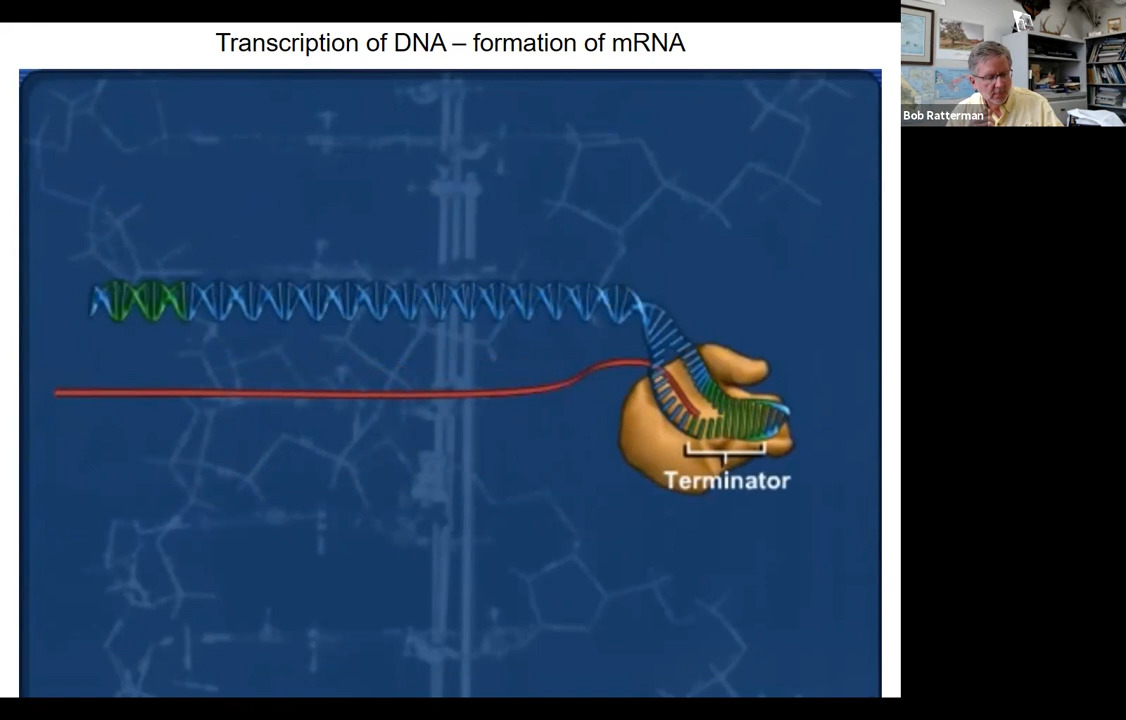 Transcription of DNA – formation of mRNA
Bob Ratterman
Terminator